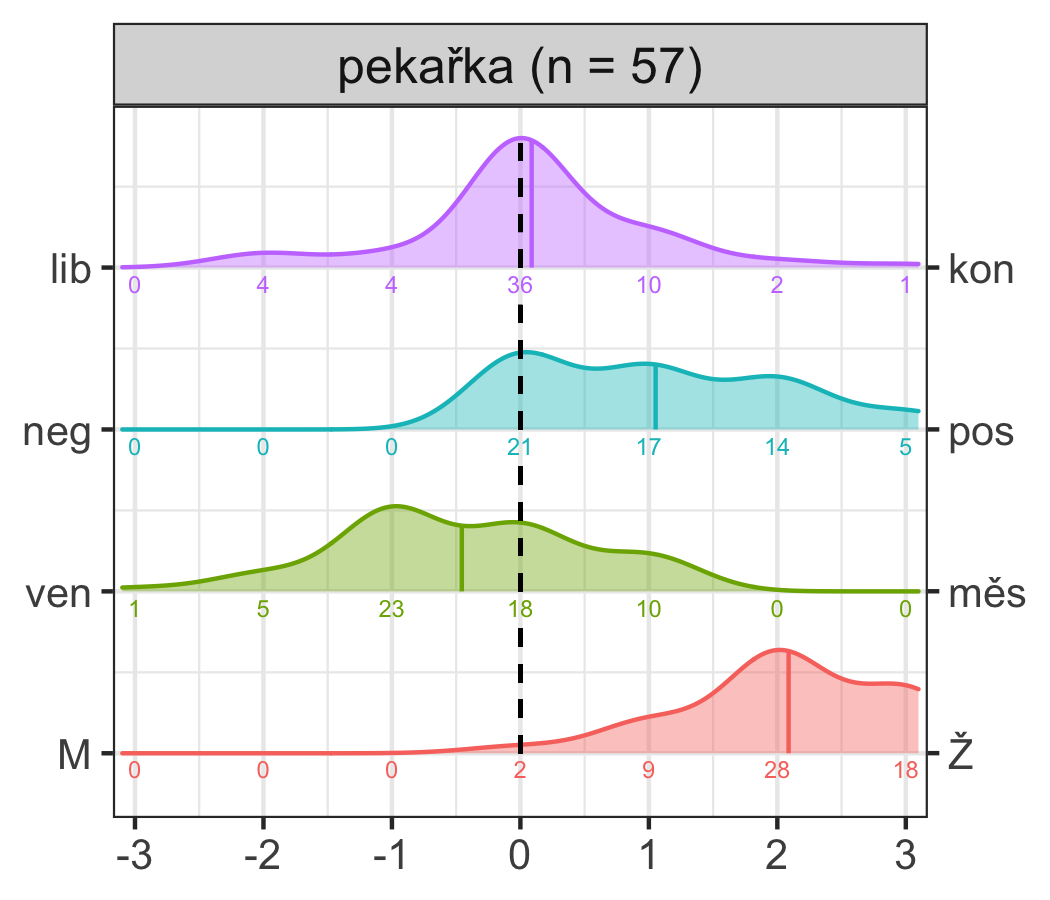 pekařka (n = 57)
lib kon
0 4 4 36 10 2 1
neg pos
0 0 0 21 17 14 5
ven měs
1 5 23 18 10 0 0
M Ž
0 0 0 2 9 28 18
-3 -2 -1 0 1 2 3